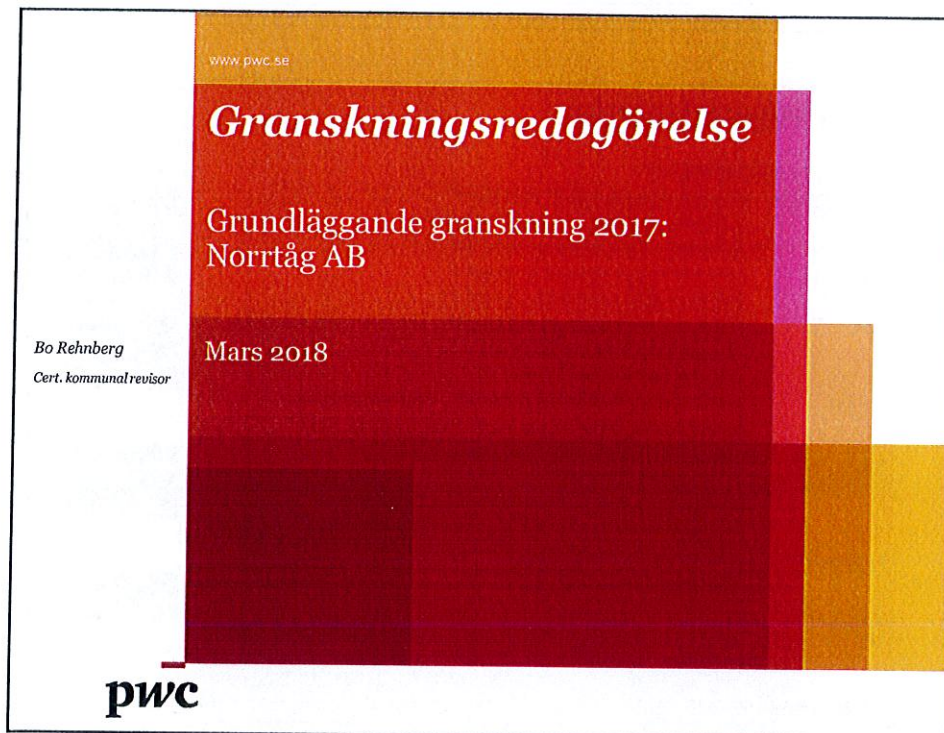 www.pwc.se
Granskningsredogörelse
Grundläggande granskning 2017:
Norrtåg AB
Bo Rehnberg
Cert. kommunal revisor
Mars 2018
pwc